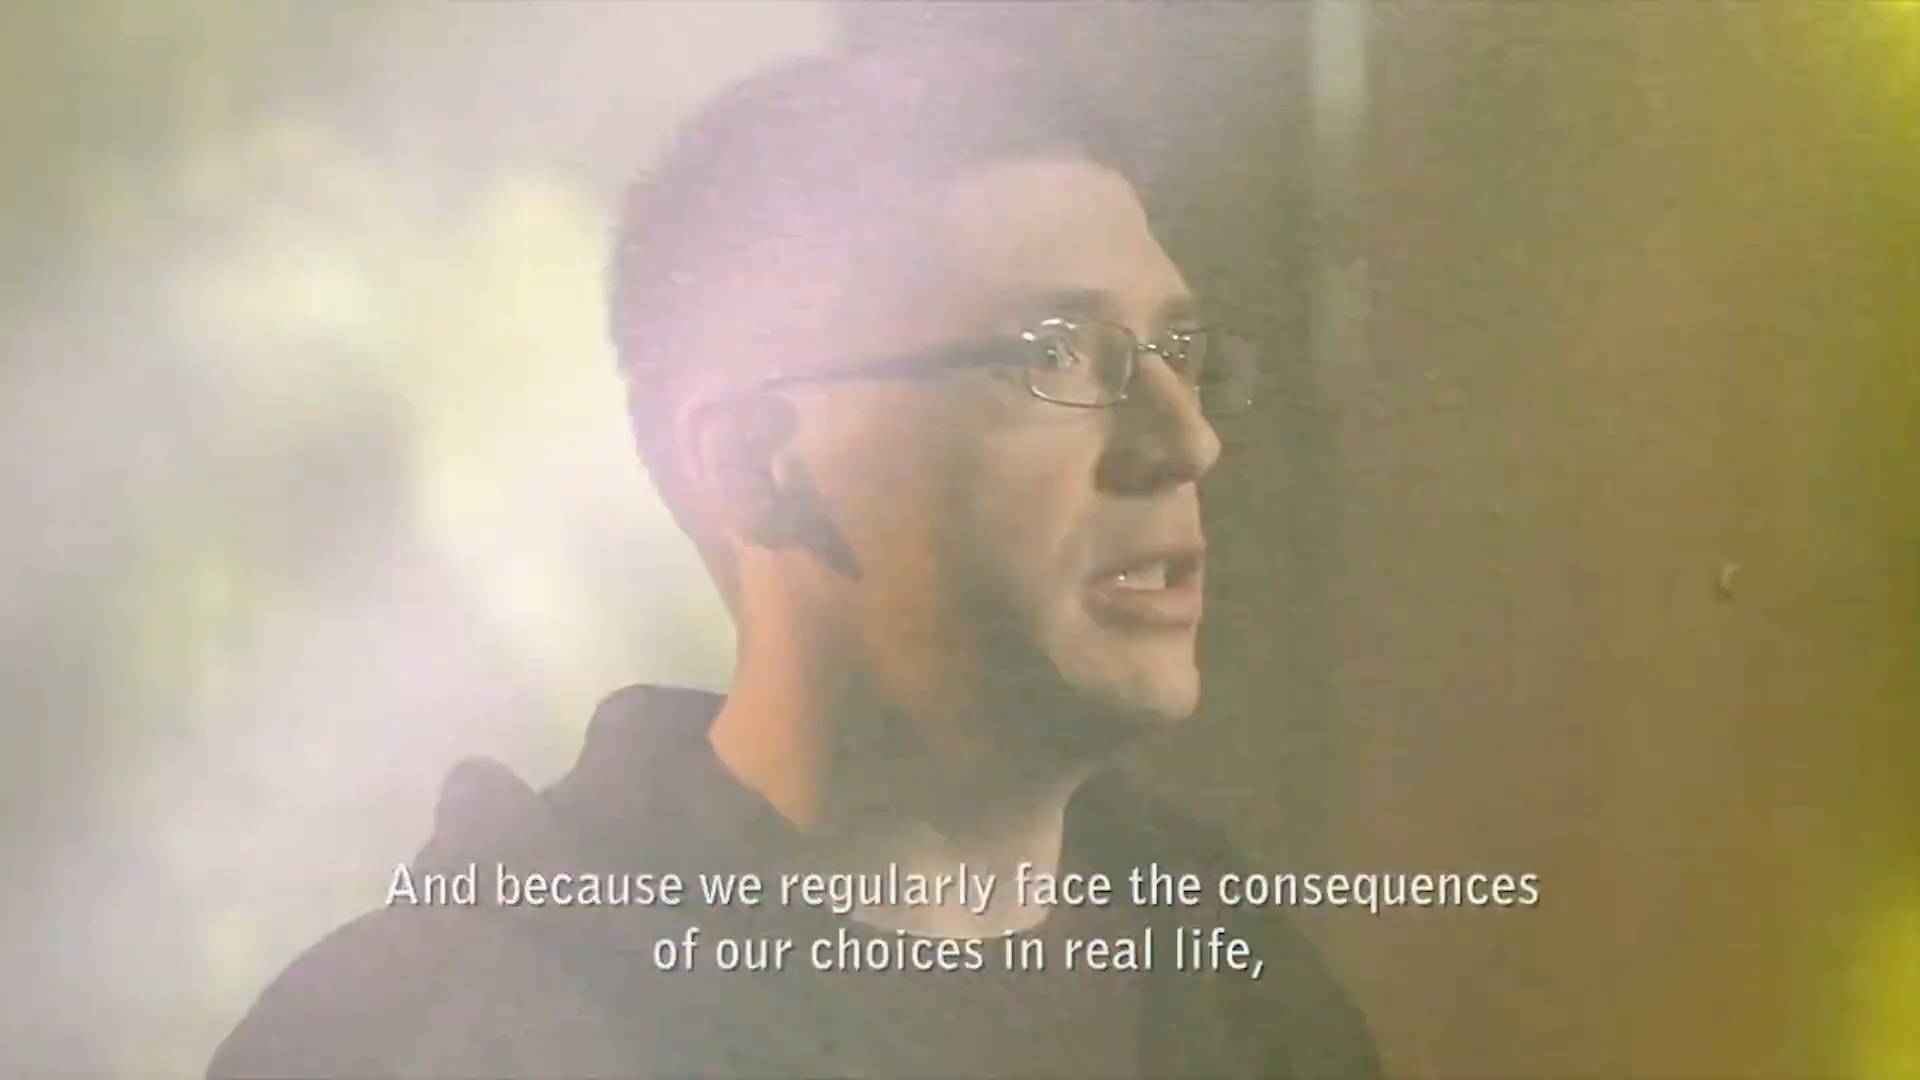 And because we regularly face the consequences
of our choices in real life,